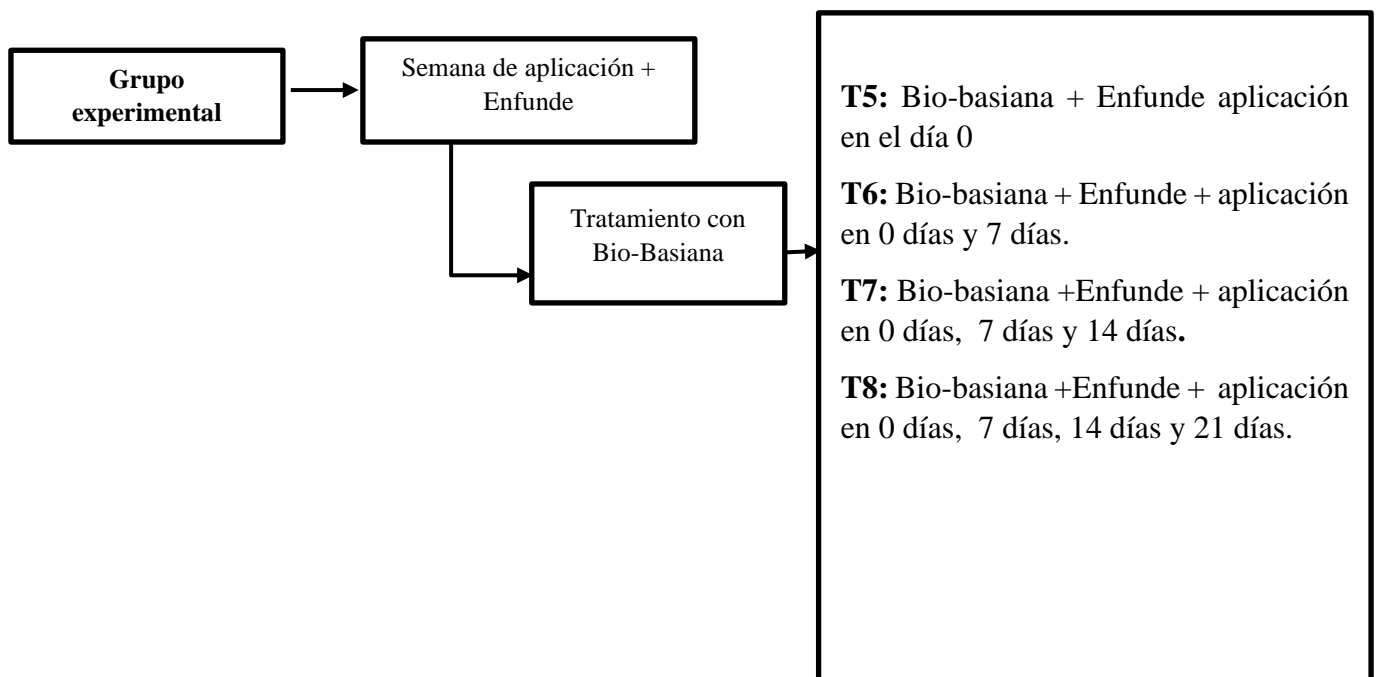 Grupo
experimental
Semana de aplicación +
Enfunde
Tratamiento con
Bio-Basiana
T5: Bio-basiana + Enfunde aplicación
en el día 0
T6: Bio-basiana + Enfunde + aplicación
en 0 días y 7 días.
T7: Bio-basiana +Enfunde + aplicación
en 0 días, 7 días y 14 días.
T8: Bio-basiana +Enfunde + aplicación
en 0 días, 7 días, 14 días y 21 días.